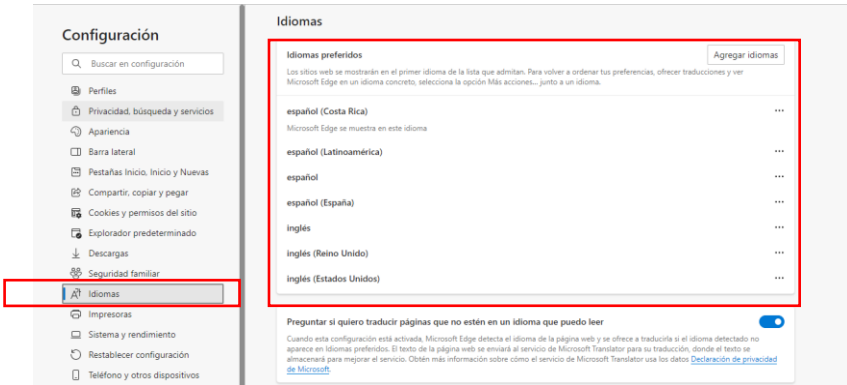 Configuración
Buscar en configuración
Perfiles
Privacidad, búsqueda y servicios
Apariencia
Barra lateral
Pestañas Inicio, Inicio y Nuevas
Compartir, copiar y pegar
Cookies y permisos del sitio
Explorador predeterminado
Descargas
Seguridad familiar
Idiomas
Impresoras
Sistema y rendimiento
Restablecer configuración
Teléfono y otros dispositivos
Idiomas
Idiomas preferidos
Agregar idiomas
Los sitios web se mostrarán en el primer idioma de la lista que admitan. Para volver a ordenar tus preferencias, ofrecer traducciones y ver
Microsoft Edge en un idioma concreto, selecciona la opción Más acciones... junto a un idioma.
español (Costa Rica)
Microsoft Edge se muestra en este idioma
español (Latinoamérica)
español
español (España)
inglés
inglés (Reino Unido)
inglés (Estados Unidos)
Preguntar si quiero traducir páginas que no estén en un idioma que puedo leer
Cuando esta configuración está activada, Microsoft Edge detecta el idioma de la página web y se ofrece a traducirla si el idioma detectado no
aparece en Idiomas preferidos. El texto de la página web se enviará al servicio de Microsoft Translator para su traducción, donde el texto se
almacenará para mejorar el servicio. Obtén más información sobre cómo el servicio de Microsoft Translator usa los datos Declaración de privacidad
de Microsoft.